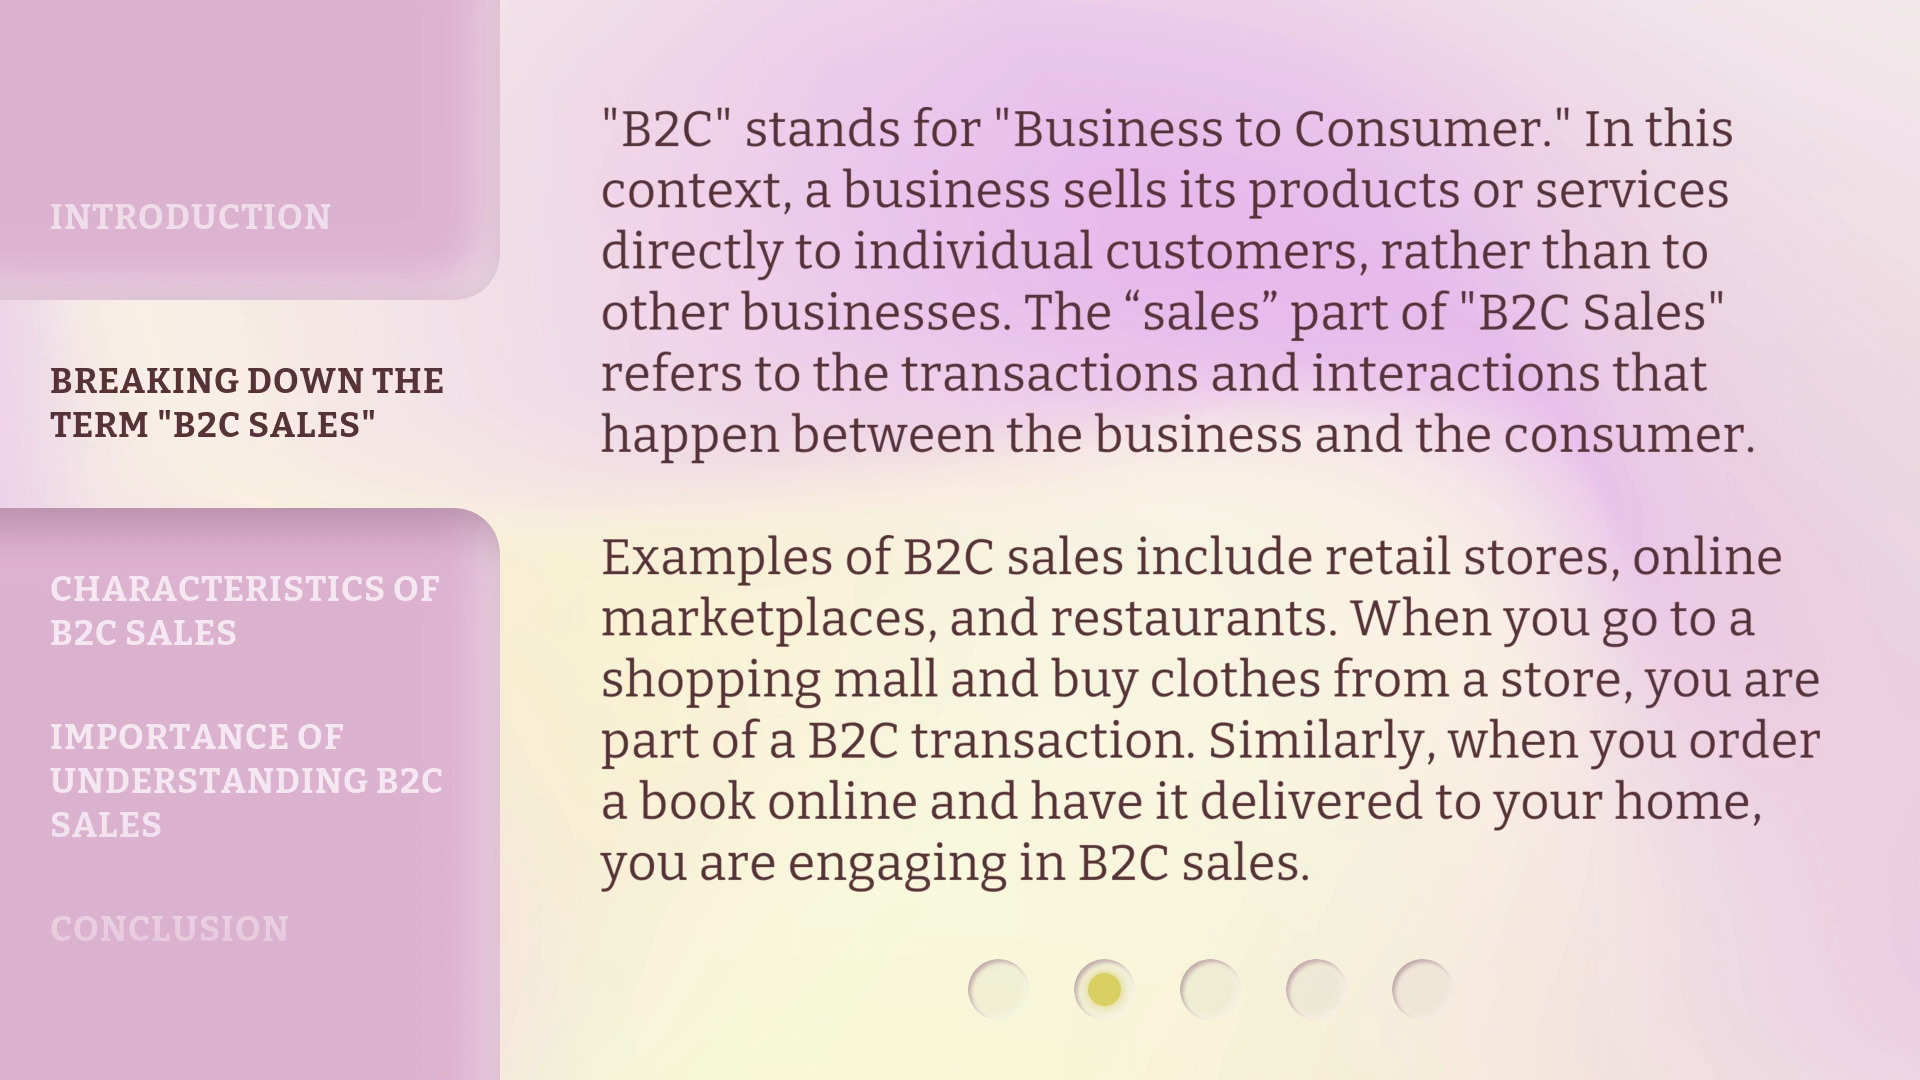 INTRODUCTION
BREAKING DOWN THE
TERM "B2C SALES"
CHARACTERISTICS OF
B2C SALES
IMPORTANCE OF
UNDERSTANDING B2C
SALES
CONCLUSION
"B2C" stands for "Business to Consumer." In this
context, a business sells its products or services
directly to individual customers, rather than to
other businesses. The “sales” part of "B2C Sales"
refers to the transactions and interactions that
happen between the business and the consumer.
Examples of B2C sales include retail stores, online
marketplaces, and restaurants. When you go to a
shopping mall and buy clothes from a store, you are
part of a B2C transaction. Similarly, when you order
a book online and have it delivered to your home,
you are engaging in B2C sales.